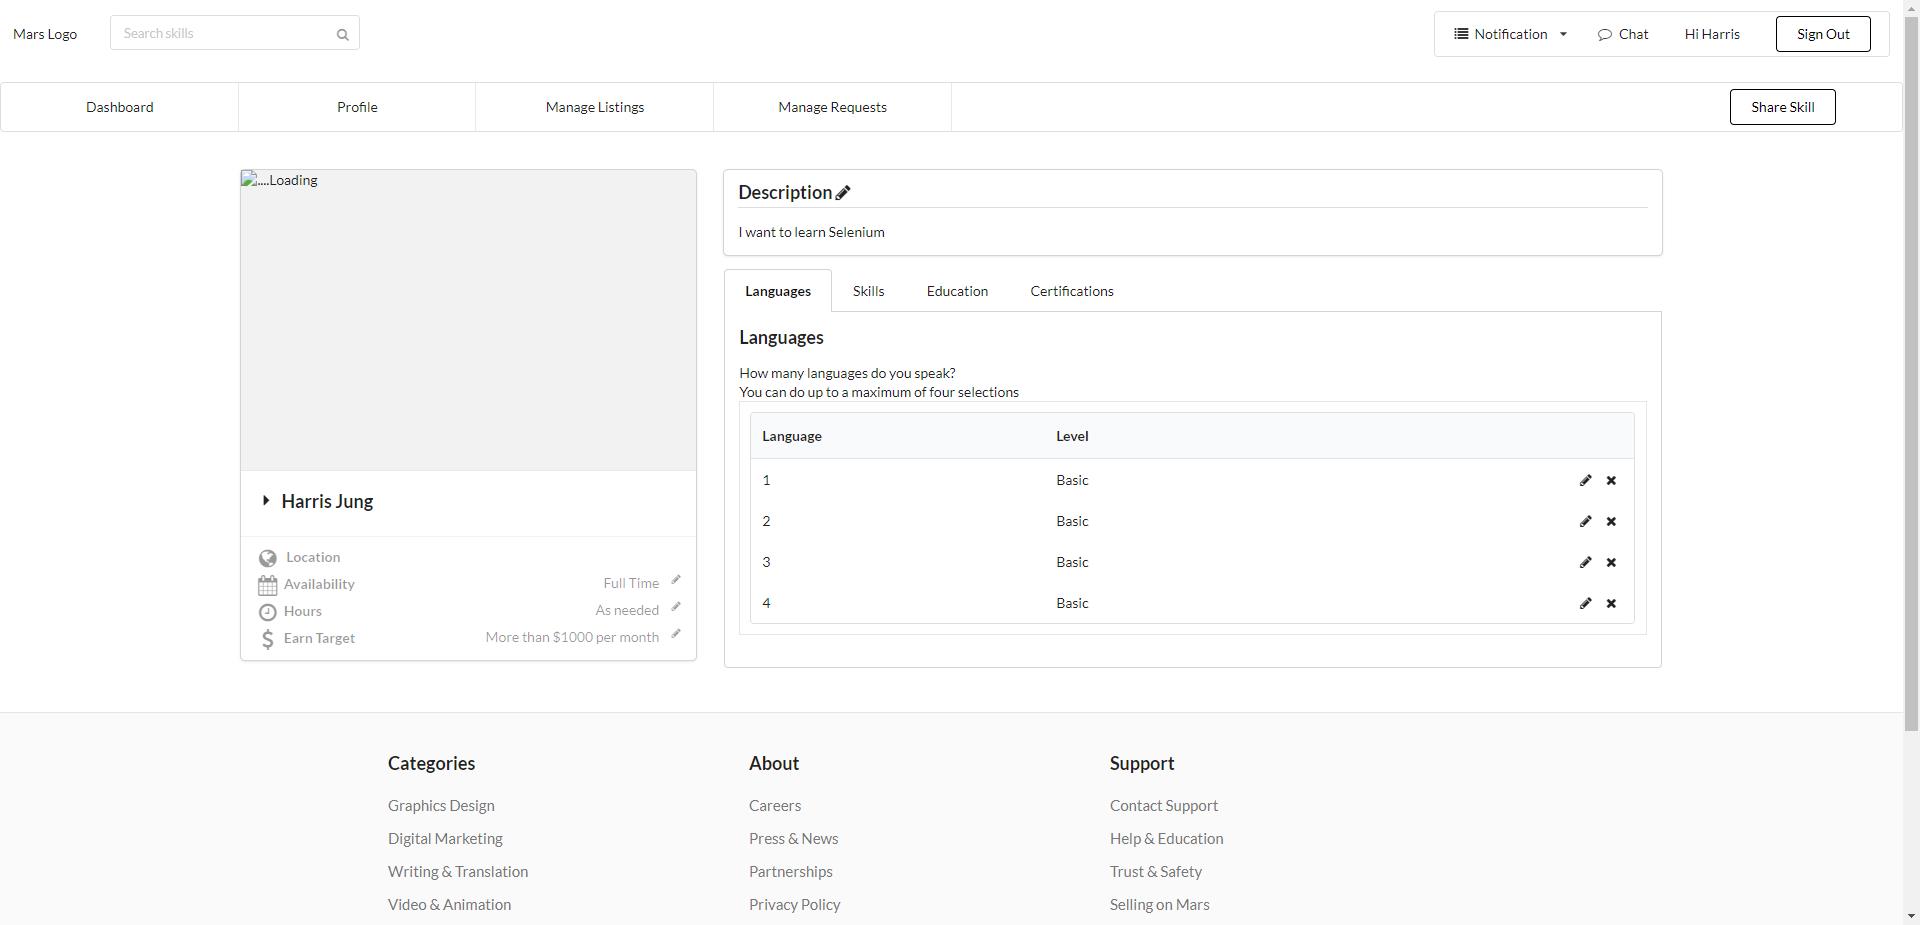 Mars Logo
Search skills
Notification
Chat
Hi Harris
Sign Out
Dashboard
Profile
Manage Listings
Manage Requests
Share Skill
....Loading
Harris Jung
Location
Availability Full Time
Hours As needed
Earn Target More than $1000 per month
Description
I want to learn Selenium
Languages Skills Education Certifications
Languages
How many languages do you speak?
You can do up to a maximum of four selections
Language Level
1 Basic
2 Basic
3 Basic
4 Basic
Categories
Graphics Design
Digital Marketing
Writing & Translation
Video & Animation
About
Careers
Press & News
Partnerships
Privacy Policy
Support
Contact Support
Help & Education
Trust & Safety
Selling on Mars